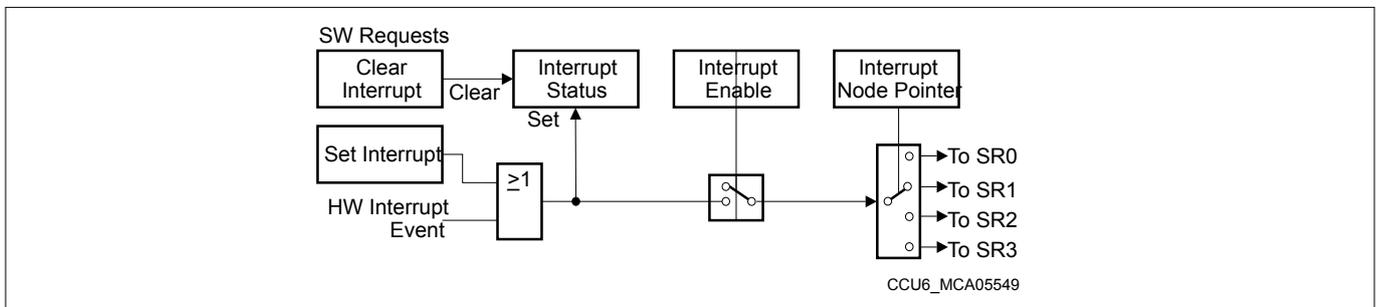 SW Requests
Clear
Interrupt
Clear
Interrupt
Status
Set
Interrupt
Enable
Interrupt
Node Pointer
Set Interrupt
≥1
HW Interrupt
Event
To SR0
To SR1
To SR2
To SR3
CCU6_MCA05549